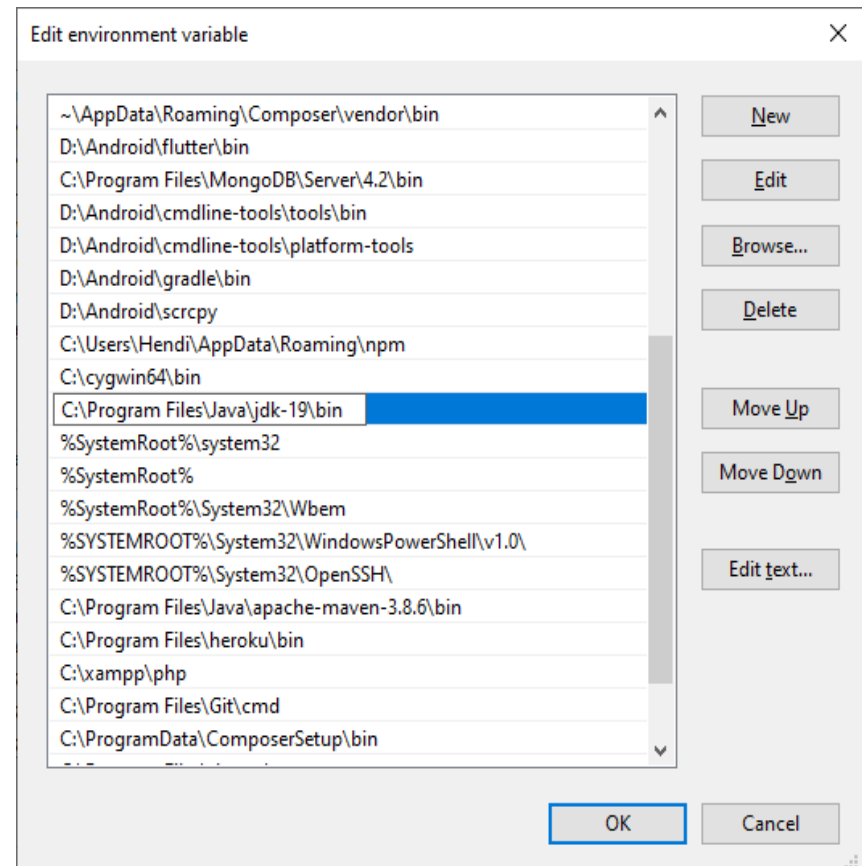 Edit environment variable
~\AppData\Roaming\Composer\vendor\bin
D:\Android\flutter\bin
C:\Program Files\MongoDB\Server\4.2\bin
D:\Android\cmdline-tools\tools\bin
D:\Android\cmdline-tools\platform-tools
D:\Android\gradle\bin
D:\Android\scrcpy
C:\Users\Hendi\AppData\Roaming\npm
C:\cygwin64\bin
C:\Program Files\Java\jdk-19\bin
%SystemRoot%\system32
%SystemRoot%
%SystemRoot%\System32\Wbem
%SYSTEMROOT%\System32\WindowsPowerShell\v1.0\
%SYSTEMROOT%\System32\OpenSSH\
C:\Program Files\Java\apache-maven-3.8.6\bin
C:\Program Files\heroku\bin
C:\xampp\php
C:\Program Files\Git\cmd
C:\ProgramData\ComposerSetup\bin
New
Edit
Browse...
Delete
Move Up
Move Down
Edit text...
OK
Cancel